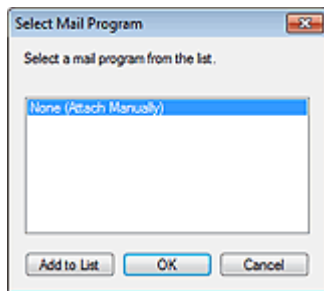 Select Mail Program
Select a mail program from the list.
None (Attach Manually)
Add to List OK Cancel